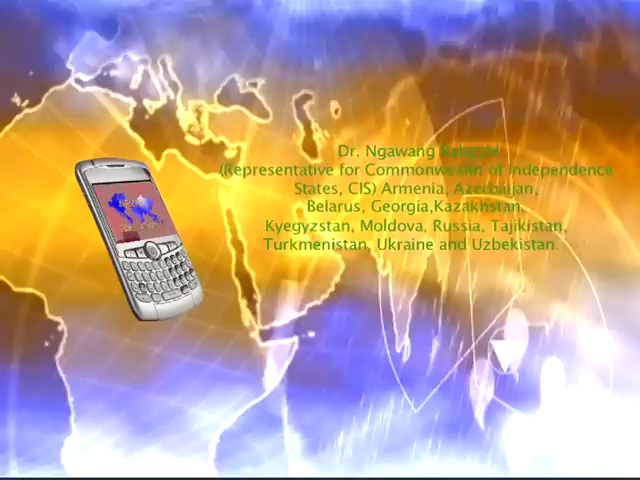 Dr. Ngawang Rabgyal
(Representative for Commonwealth of Independence
States, CIS) Armenia, Azerbaijan,
Belarus, Georgia,Kazakhstan,
Kyegyzstan, Moldova, Russia, Tajikistan,
Turkmenistan, Ukraine and Uzbekistan.